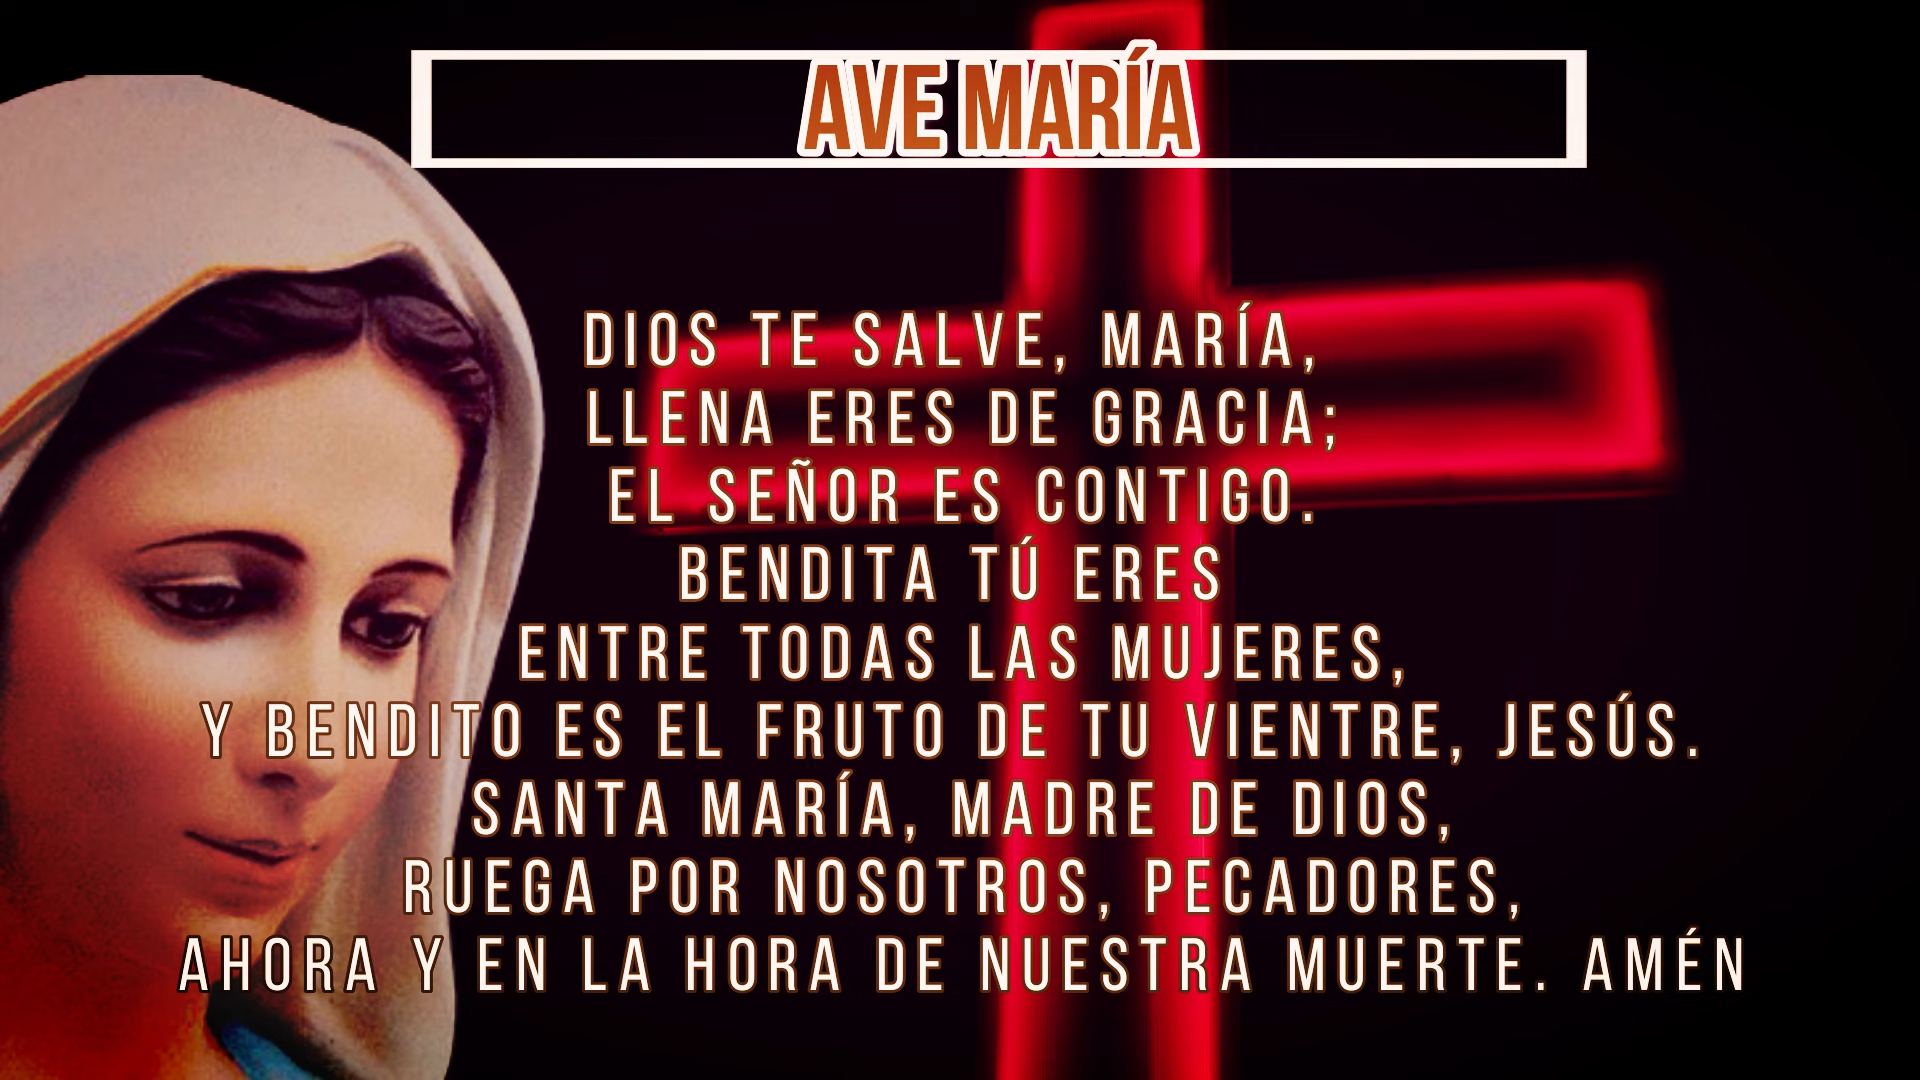 AVE MARÍA
DIOS TE SALVE, MARÍA,
LLENA ERES DE GRACIA;
EL SEÑOR ES CONTIGO.
BENDITA TÚ ERES
ENTRE TODAS LAS MUJERES,
Y BENDITO ES EL FRUTO DE TU VIENTRE, JESÚS.
SANTA MARÍA, MADRE DE DIOS,
RUEGA POR NOSOTROS, PECADORES,
AHORA Y EN LA HORA DE NUESTRA MUERTE. AMÉN